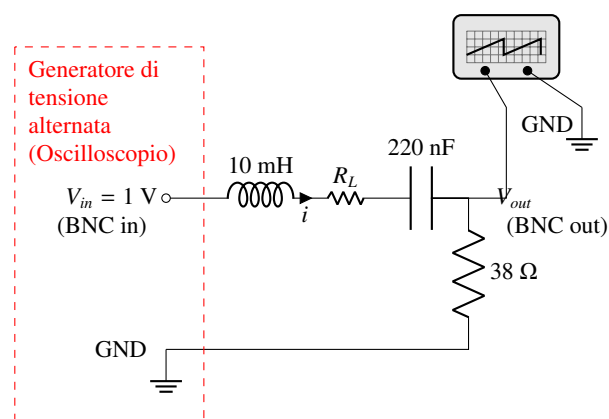 Generatore di
tensione
alternata
(Oscilloscopio)
GND
10 mH
220 nF
R_L
V_in = 1 V
(BNC in)
i
V_out
(BNC out)
38 Ω
GND